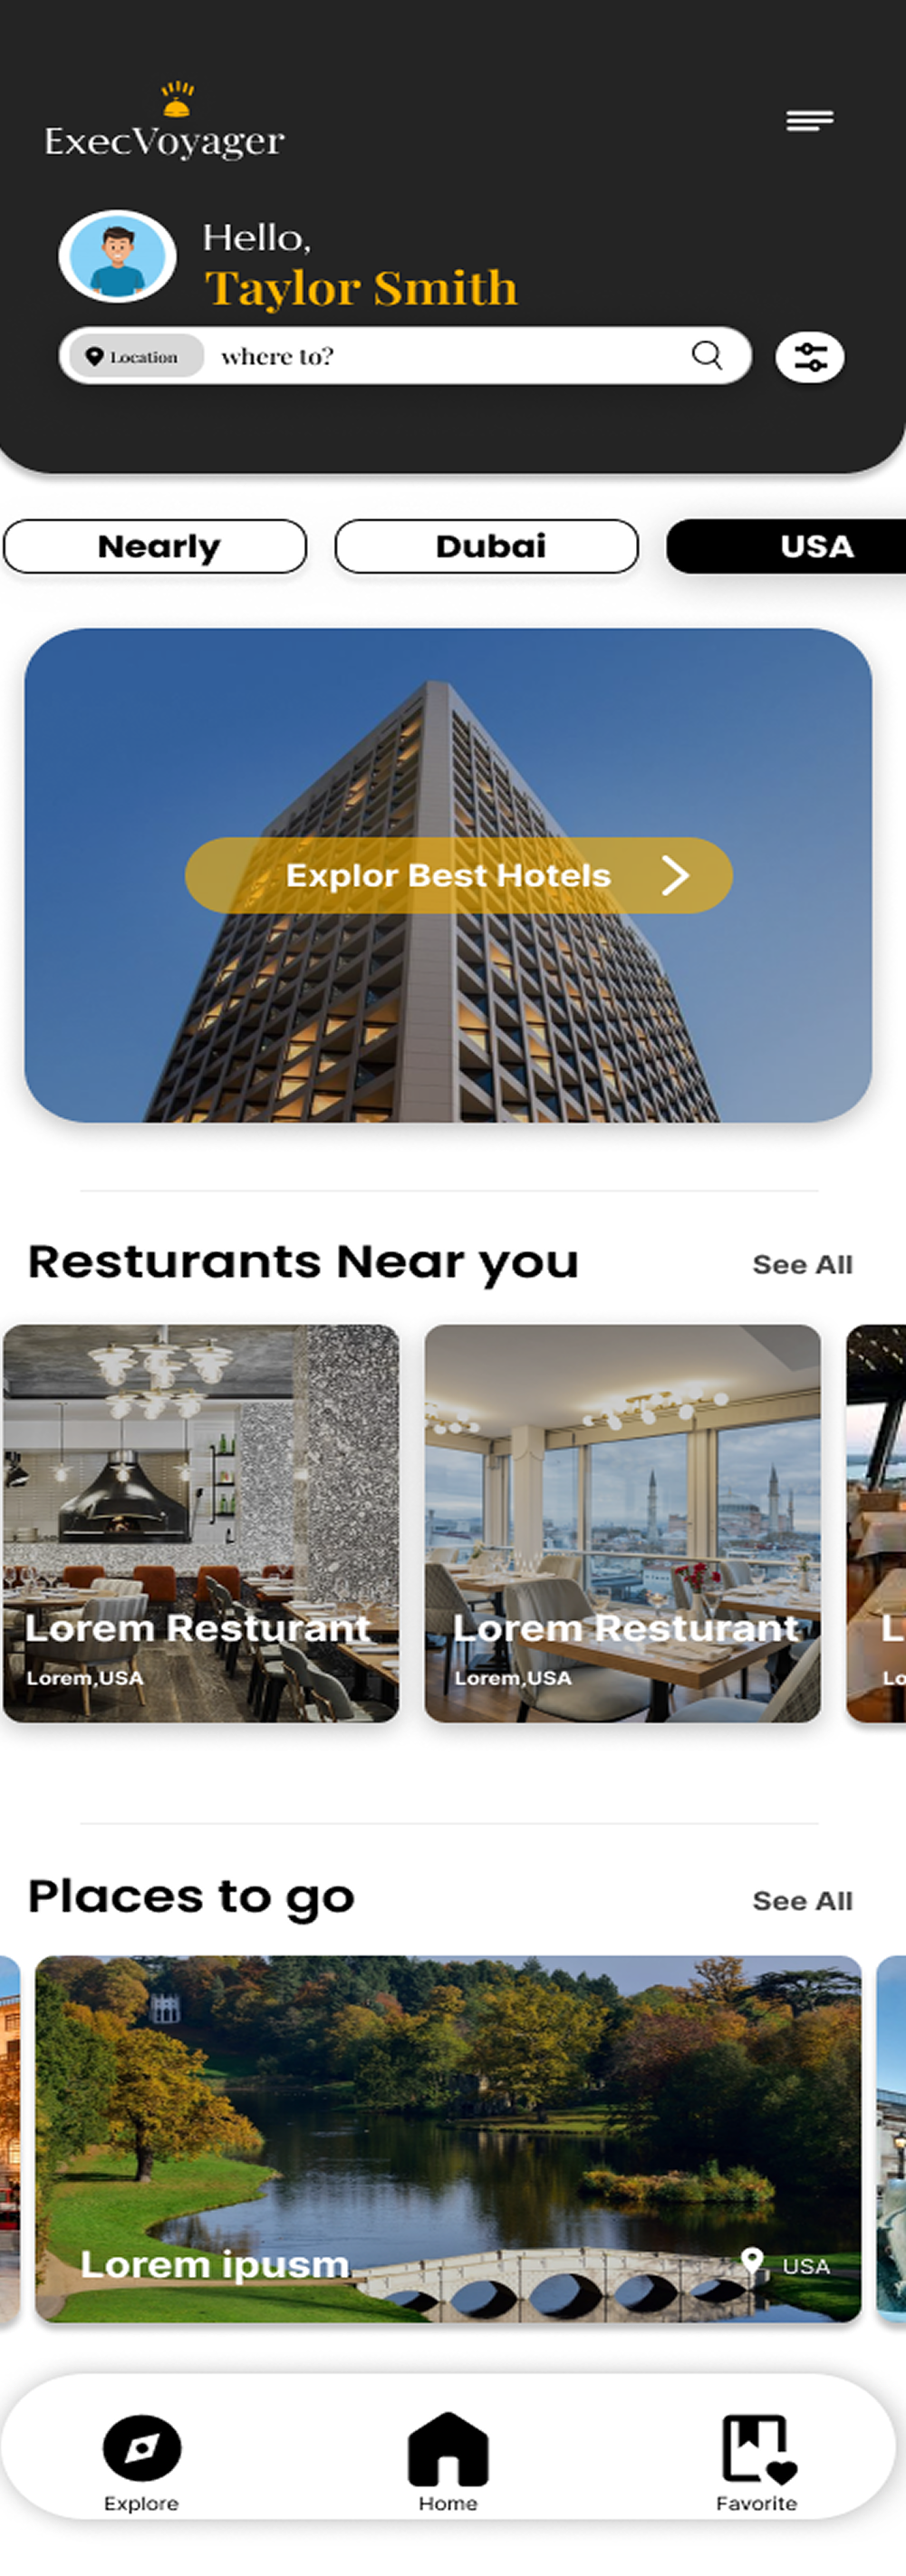 ExecVoyager
Hello,
Taylor Smith
Location where to?
Nearly Dubai USA
Explor Best Hotels
Resturants Near you See All
Lorem Resturant Lorem Resturant L
Lorem,USA Lorem,USA Lo
Places to go See All
Lorem ipusm USA
Explore Home Favorite